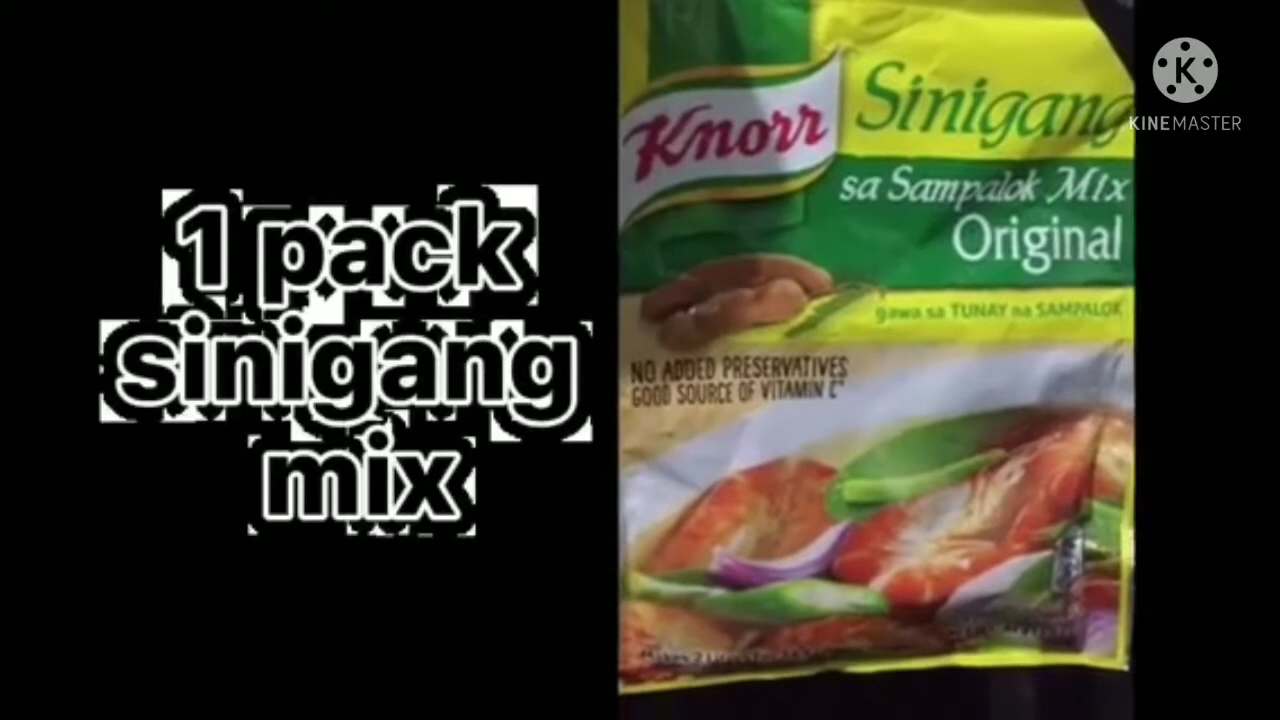 1 pack
sinigang
mix
Knorr
Sinigang
sa Sampalok Mix
Original
gawa sa TUNAY na SAMPALOK
NO ADDED PRESERVATIVES
GOOD SOURCE OF VITAMIN C*
KINEMASTER